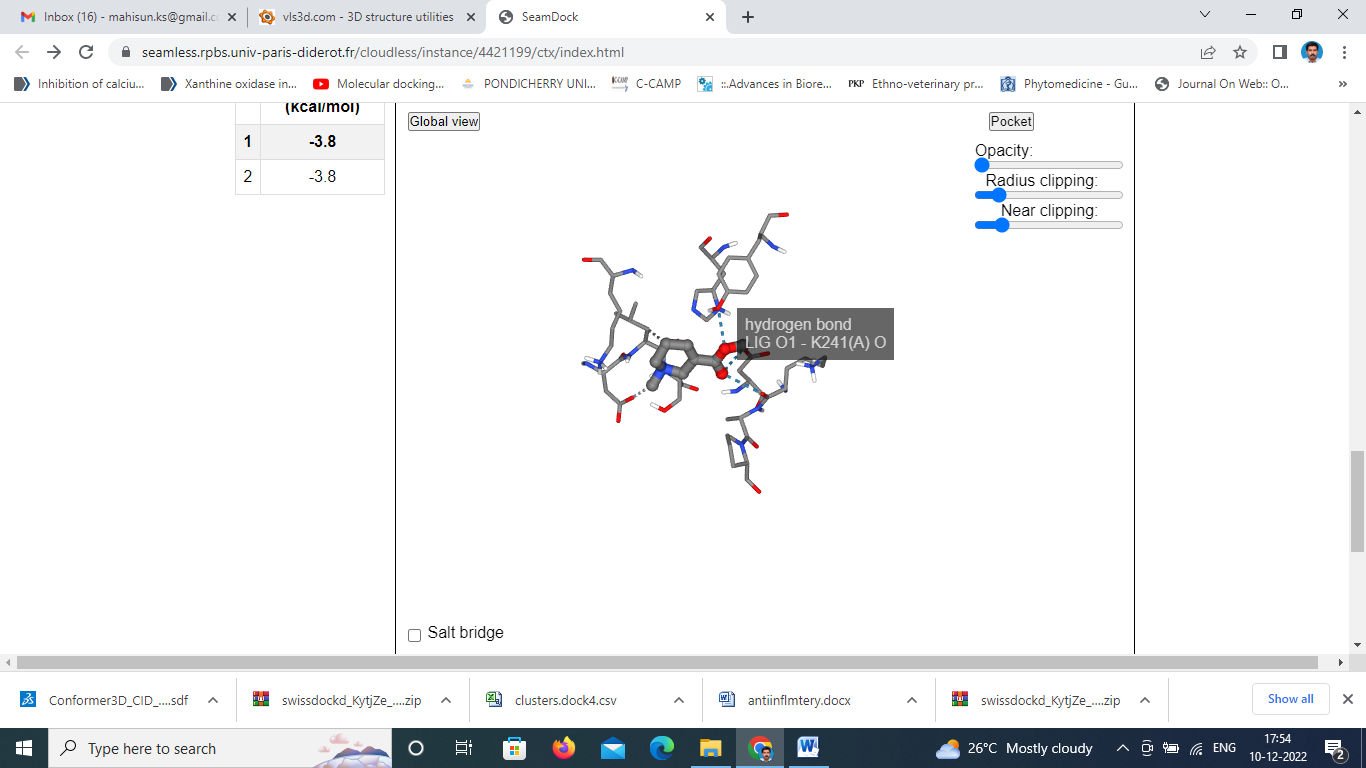 Inbox (16) - mahisun.ks@gmail.c
vls3d.com - 3D structure utilities
SeamDock
seamless.rpbs.univ-paris-diderot.fr/cloudless/instance/4421199/ctx/index.html
Inhibition of calciu...
Xanthine oxidase in...
Molecular docking...
PONDICHERRY UNI...
C-CAMP
::.Advances in Biore...
PKP Ethno-veterinary pr...
Phytomedicine - Gu...
Journal On Web:: O...
»
(kcal/mol)
1 -3.8
2 -3.8
Global view
Pocket
Opacity:
Radius clipping:
Near clipping:
hydrogen bond
LIG O1 - K241(A) O
Salt bridge
Conformer3D_CID_....sdf
swissdockd_KytjZe_....zip
clusters.dock4.csv
antiinflmtery.docx
swissdockd_KytjZe_....zip
Show all
Type here to search
26°C Mostly cloudy
ENG
17:54
10-12-2022
2